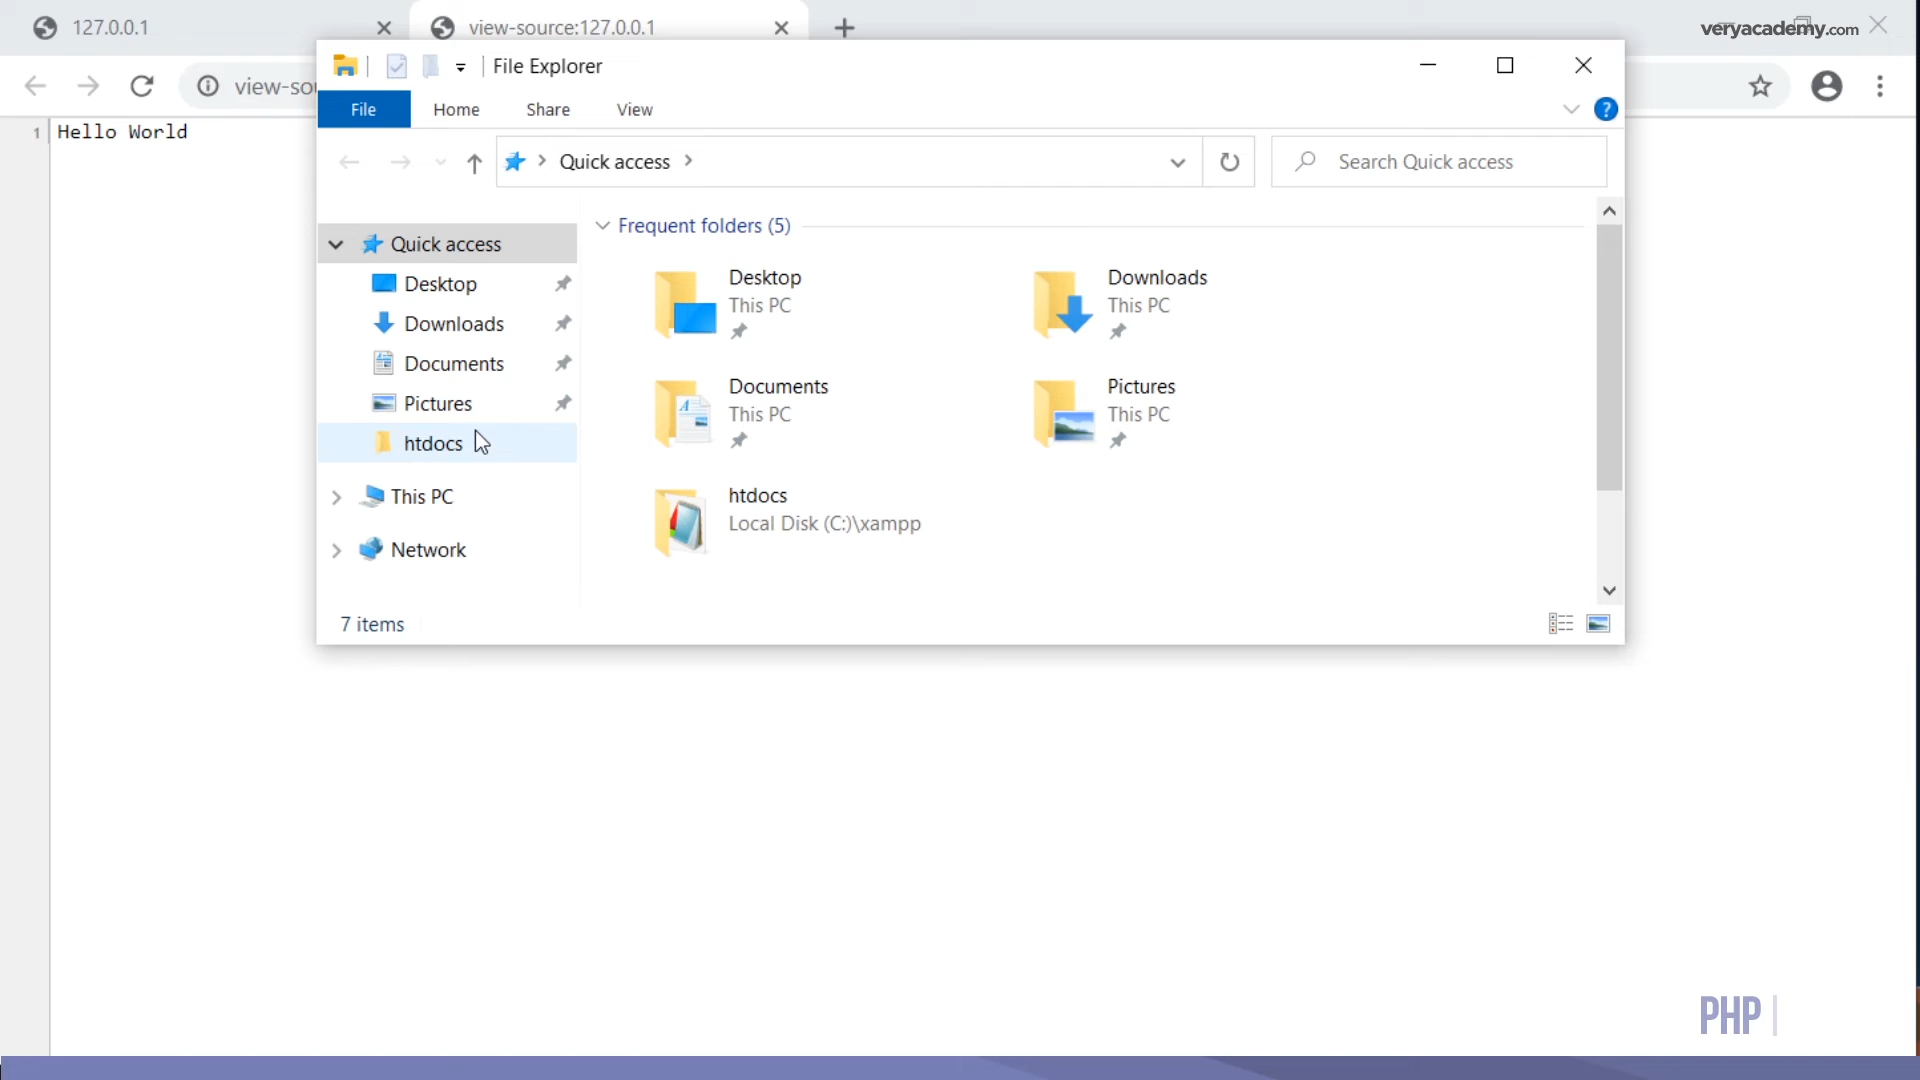 127.0.0.1
view-source:127.0.0.1
veryacademy.com
view-sou
File Explorer
File
Home
Share
View
?
1
Hello World
Quick access
Search Quick access
Quick access
Desktop
Downloads
Documents
Pictures
htdocs
This PC
Network
Frequent folders (5)
Desktop
This PC
Downloads
This PC
Documents
This PC
Pictures
This PC
htdocs
Local Disk (C:)\xampp
7 items
PHP